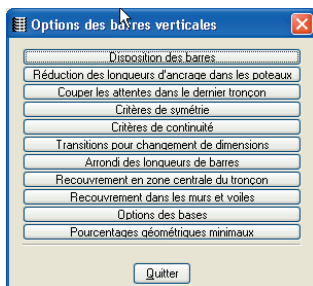 Options des barres verticales
Disposition des barres
Réduction des longueurs d'ancrage dans les poteaux
Couper les attentes dans le dernier tronçon
Critères de symétrie
Critères de continuité
Transitions pour changement de dimensions
Arrondi des longueurs de barres
Recouvrement en zone centrale du tronçon
Recouvrement dans les murs et voiles
Options des bases
Pourcentages géométriques minimaux
Quitter